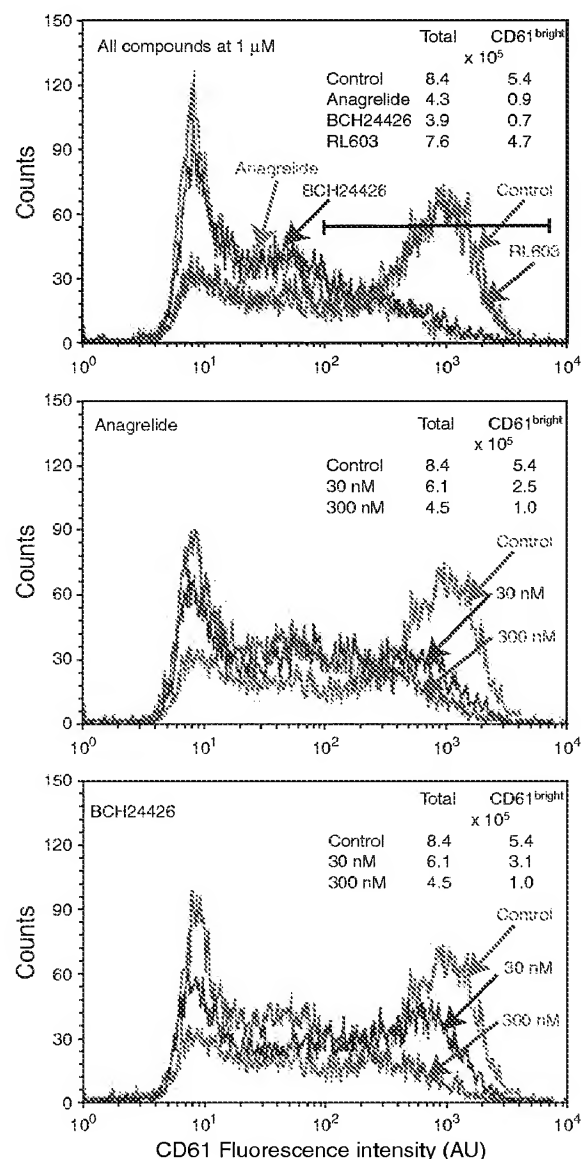 All compounds at 1 µM
Total CD61bright
x 10⁵
Control 8.4 5.4
Anagrelide 4.3 0.9
BCH24426 3.9 0.7
RL603 7.6 4.7
Anagrelide
BCH24426
Control
RL603
Counts
150
120
90
60
30
0
10⁰ 10¹ 10² 10³ 10⁴
Anagrelide
Total CD61bright
x 10⁵
Control 8.4 5.4
30 nM 6.1 2.5
300 nM 4.5 1.0
Control
30 nM
300 nM
Counts
150
120
90
60
30
0
10⁰ 10¹ 10² 10³ 10⁴
BCH24426
Total CD61bright
x 10⁵
Control 8.4 5.4
30 nM 6.1 3.1
300 nM 4.5 1.0
Control
30 nM
300 nM
Counts
150
120
90
60
30
0
10⁰ 10¹ 10² 10³ 10⁴
CD61 Fluorescence intensity (AU)